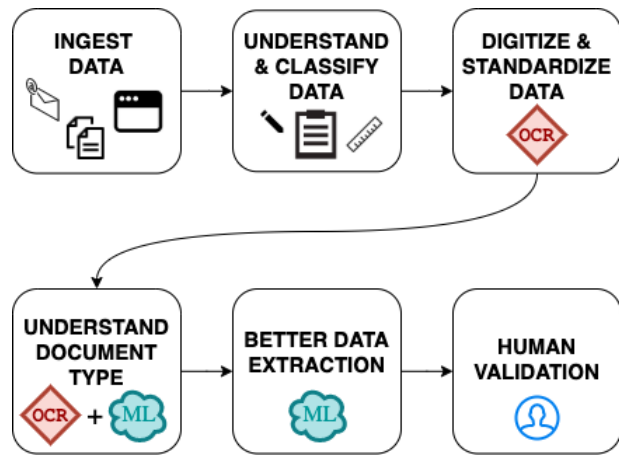 INGEST
DATA
UNDERSTAND
& CLASSIFY
DATA
DIGITIZE &
STANDARDIZE
DATA
OCR
UNDERSTAND
DOCUMENT
TYPE
OCR + ML
BETTER DATA
EXTRACTION
ML
HUMAN
VALIDATION